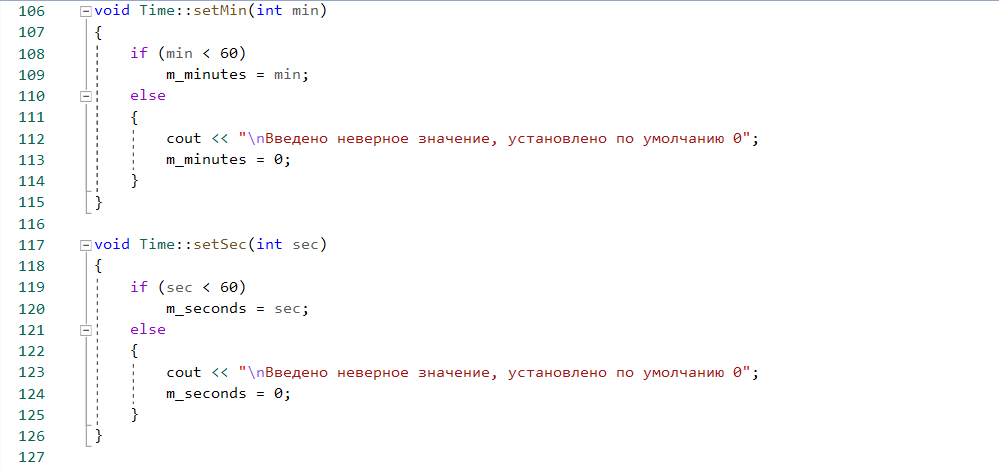 106 void Time::setMin(int min)
107 {
108 if (min < 60)
109 m_minutes = min;
110 else
111 {
112 cout << "\nВведено неверное значение, установлено по умолчанию 0";
113 m_minutes = 0;
114 }
115 }
116
117 void Time::setSec(int sec)
118 {
119 if (sec < 60)
120 m_seconds = sec;
121 else
122 {
123 cout << "\nВведено неверное значение, установлено по умолчанию 0";
124 m_seconds = 0;
125 }
126 }
127